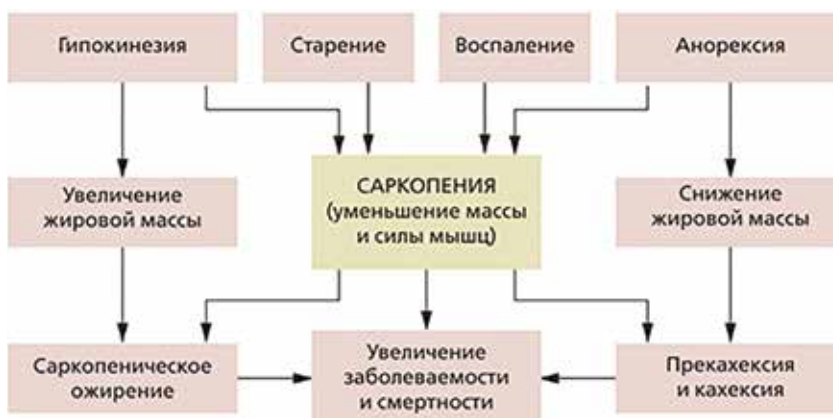 Гипокинезия
Старение
Воспаление
Анорексия
Увеличение
жировой массы
САРКОПЕНИЯ
(уменьшение массы
и силы мышц)
Снижение
жировой массы
Саркопеническое
ожирение
Увеличение
заболеваемости
и смертности
Прекахексия
и кахексия